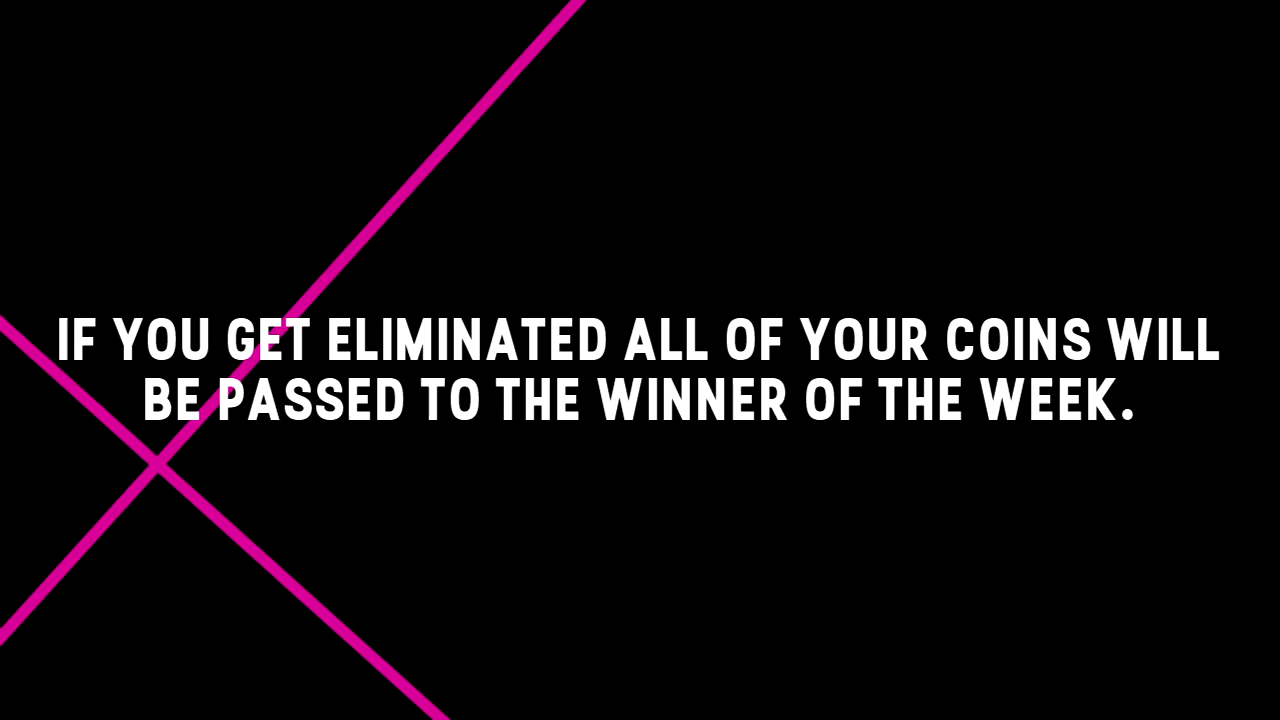 IF YOU GET ELIMINATED ALL OF YOUR COINS WILL
BE PASSED TO THE WINNER OF THE WEEK.